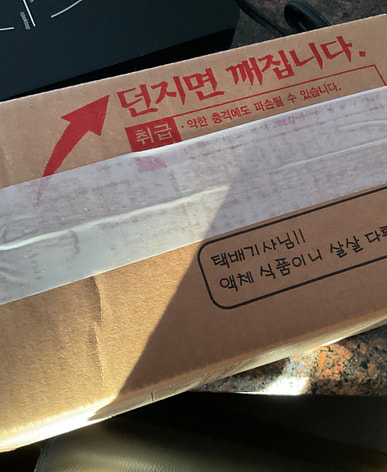 던지면 깨집니다.
취급 · 약한 충격에도 파손될 수 있습니다.
택배기사님!!
액체 식품이니 살살 다루